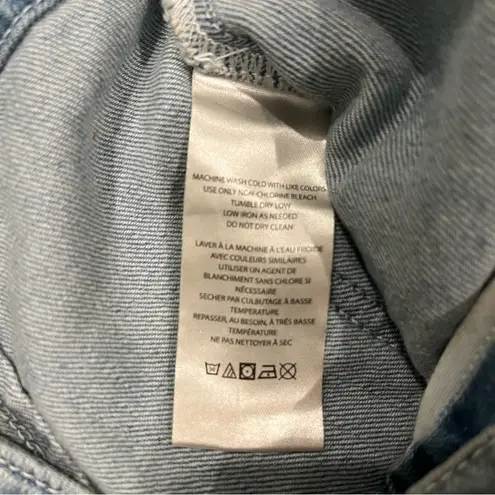 MACHINE WASH COLD WITH LIKE COLORS
USE ONLY NON-CHLORINE BLEACH
TUMBLE DRY LOW
LOW IRON AS NEEDED
DO NOT DRY CLEAN
LAVER À LA MACHINE À L'EAU FROIDE
AVEC COULEURS SIMILAIRES
UTILISER UN AGENT DE
BLANCHIMENT SANS CHLORE SI
NÉCESSAIRE
SÉCHER PAR CULBUTAGE À BASSE
TEMPERATURE
REPASSER, AU BESOIN, À TRÈS BASSE
TEMPÉRATURE
NE PAS NETTOYER À SEC